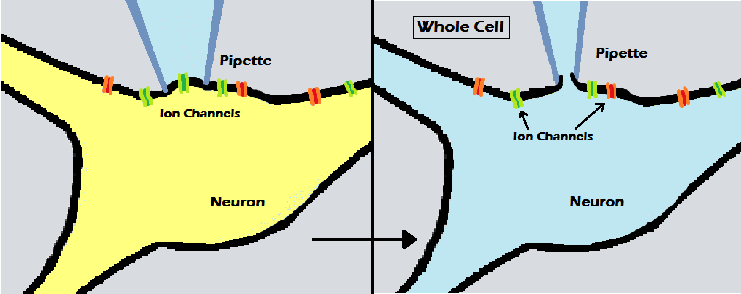 Pipette
Ion Channels
Neuron
Whole Cell
Pipette
Ion Channels
Neuron